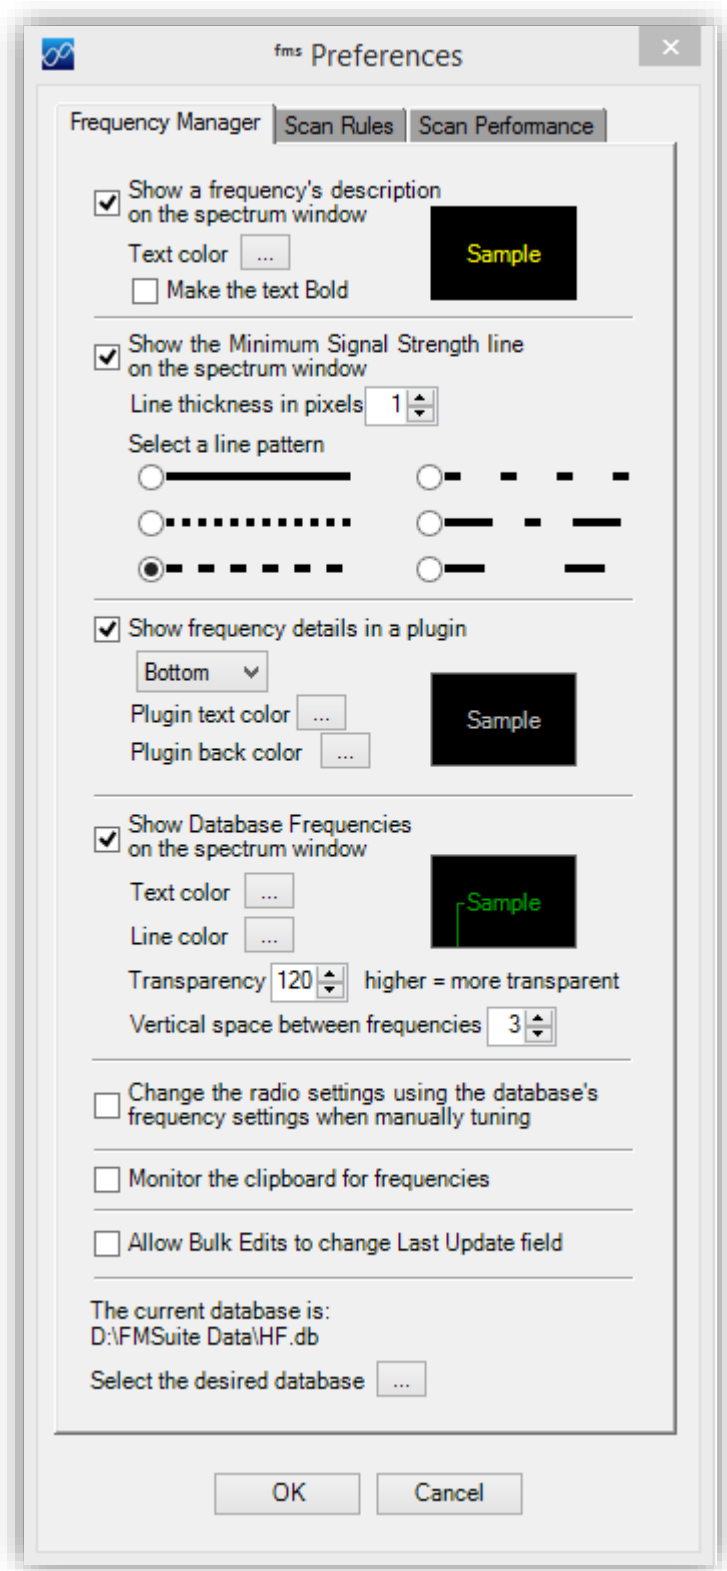 fms Preferences
×
Frequency Manager Scan Rules Scan Performance
Show a frequency's description
on the spectrum window
Text color ...
Sample
Make the text Bold
Show the Minimum Signal Strength line
on the spectrum window
Line thickness in pixels 1
Select a line pattern
Show frequency details in a plugin
Bottom
Plugin text color ...
Sample
Plugin back color ...
Show Database Frequencies
on the spectrum window
Text color ...
Sample
Line color ...
Transparency 120 higher = more transparent
Vertical space between frequencies 3
Change the radio settings using the database's
frequency settings when manually tuning
Monitor the clipboard for frequencies
Allow Bulk Edits to change Last Update field
The current database is:
D:\FMSuite Data\HF.db
Select the desired database ...
OK Cancel